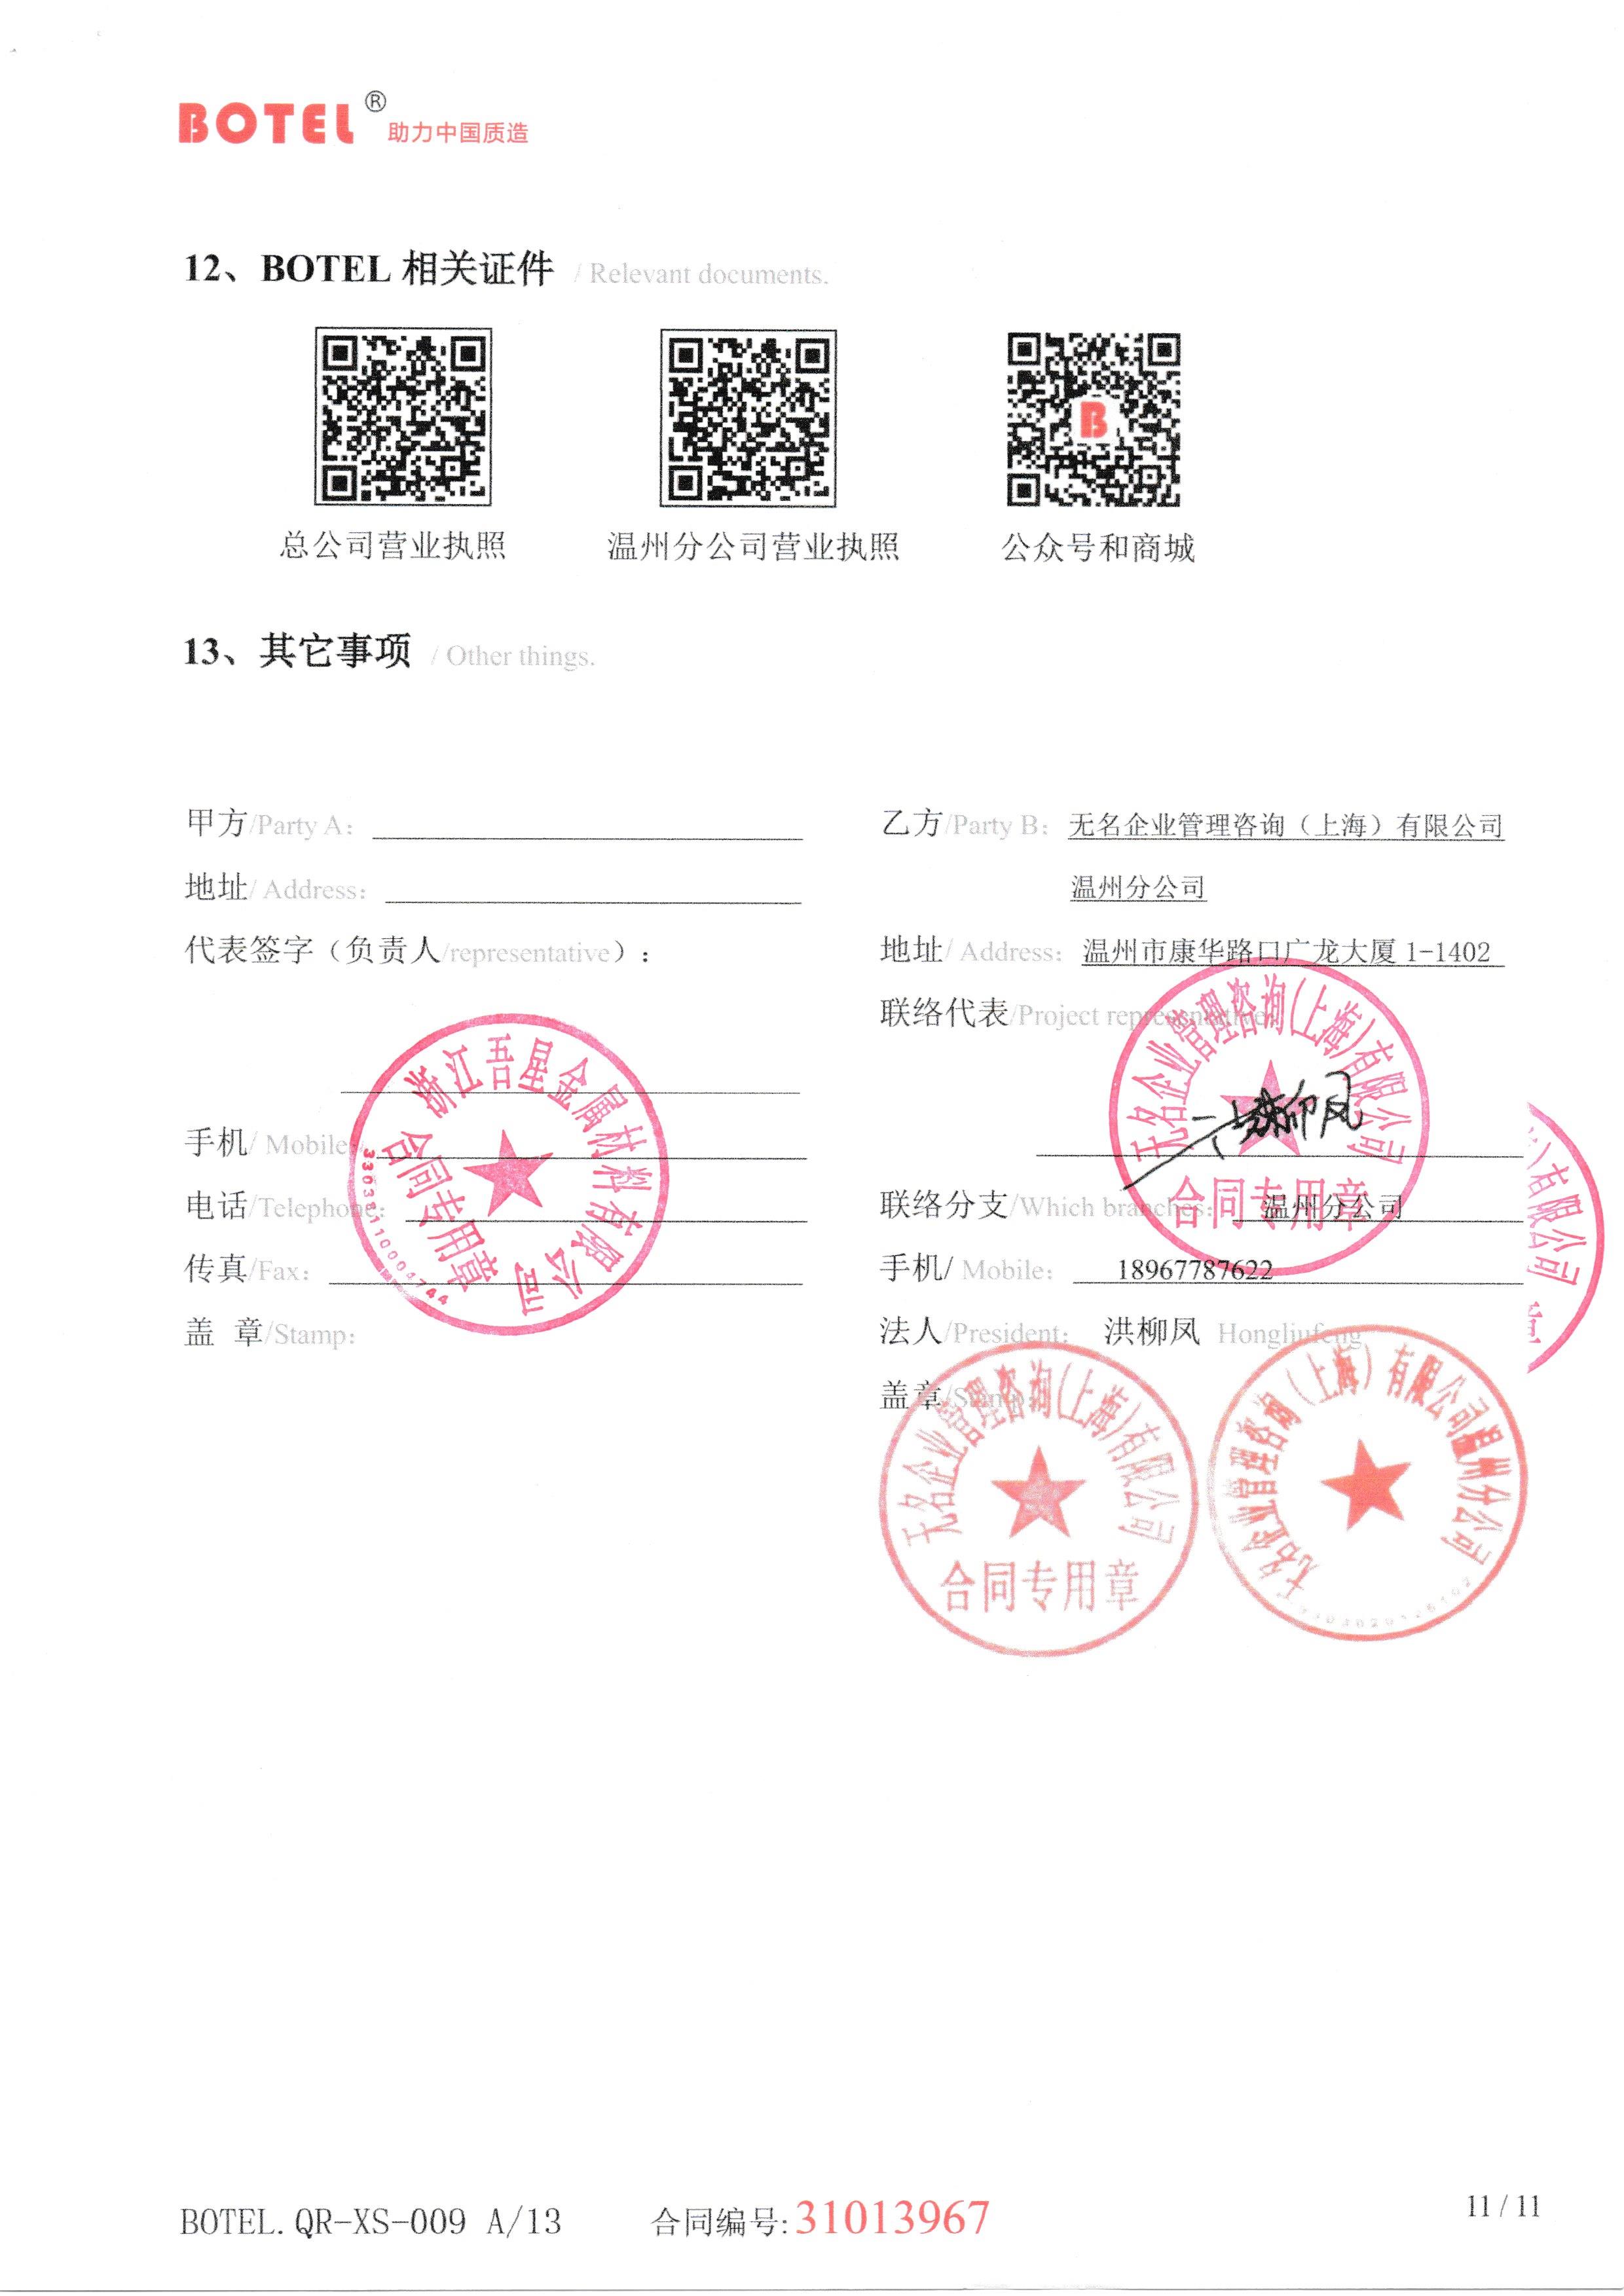 BOTEL® 助力中国质造
12、BOTEL 相关证件 / Relevant documents.
总公司营业执照 温州分公司营业执照 公众号和商城
13、其它事项 / Other things.
甲方/Party A:
地址/ Address:
代表签字（负责人/representative）:
手机/ Mobile:
电话/Telephone:
传真/Fax:
盖 章/Stamp:
浙江吾星金属材料有限公司
合同专用章
乙方/Party B: 无名企业管理咨询（上海）有限公司
温州分公司
地址/ Address: 温州市康华路口广龙大厦 1-1402
联络代表/Project representative:
洪柳凤
无名企业管理咨询(上海)有限公司
合同专用章
联络分支/Which branches: 温州分公司
手机/ Mobile: 18967787622
法人/President: 洪柳凤 Hongliufeng
盖章/Stamp:
无名企业管理咨询(上海)有限公司
合同专用章
无名企业管理咨询（上海）有限公司温州分公司
有限公司
BOTEL.QR-XS-009 A/13 合同编号:31013967
11 / 11